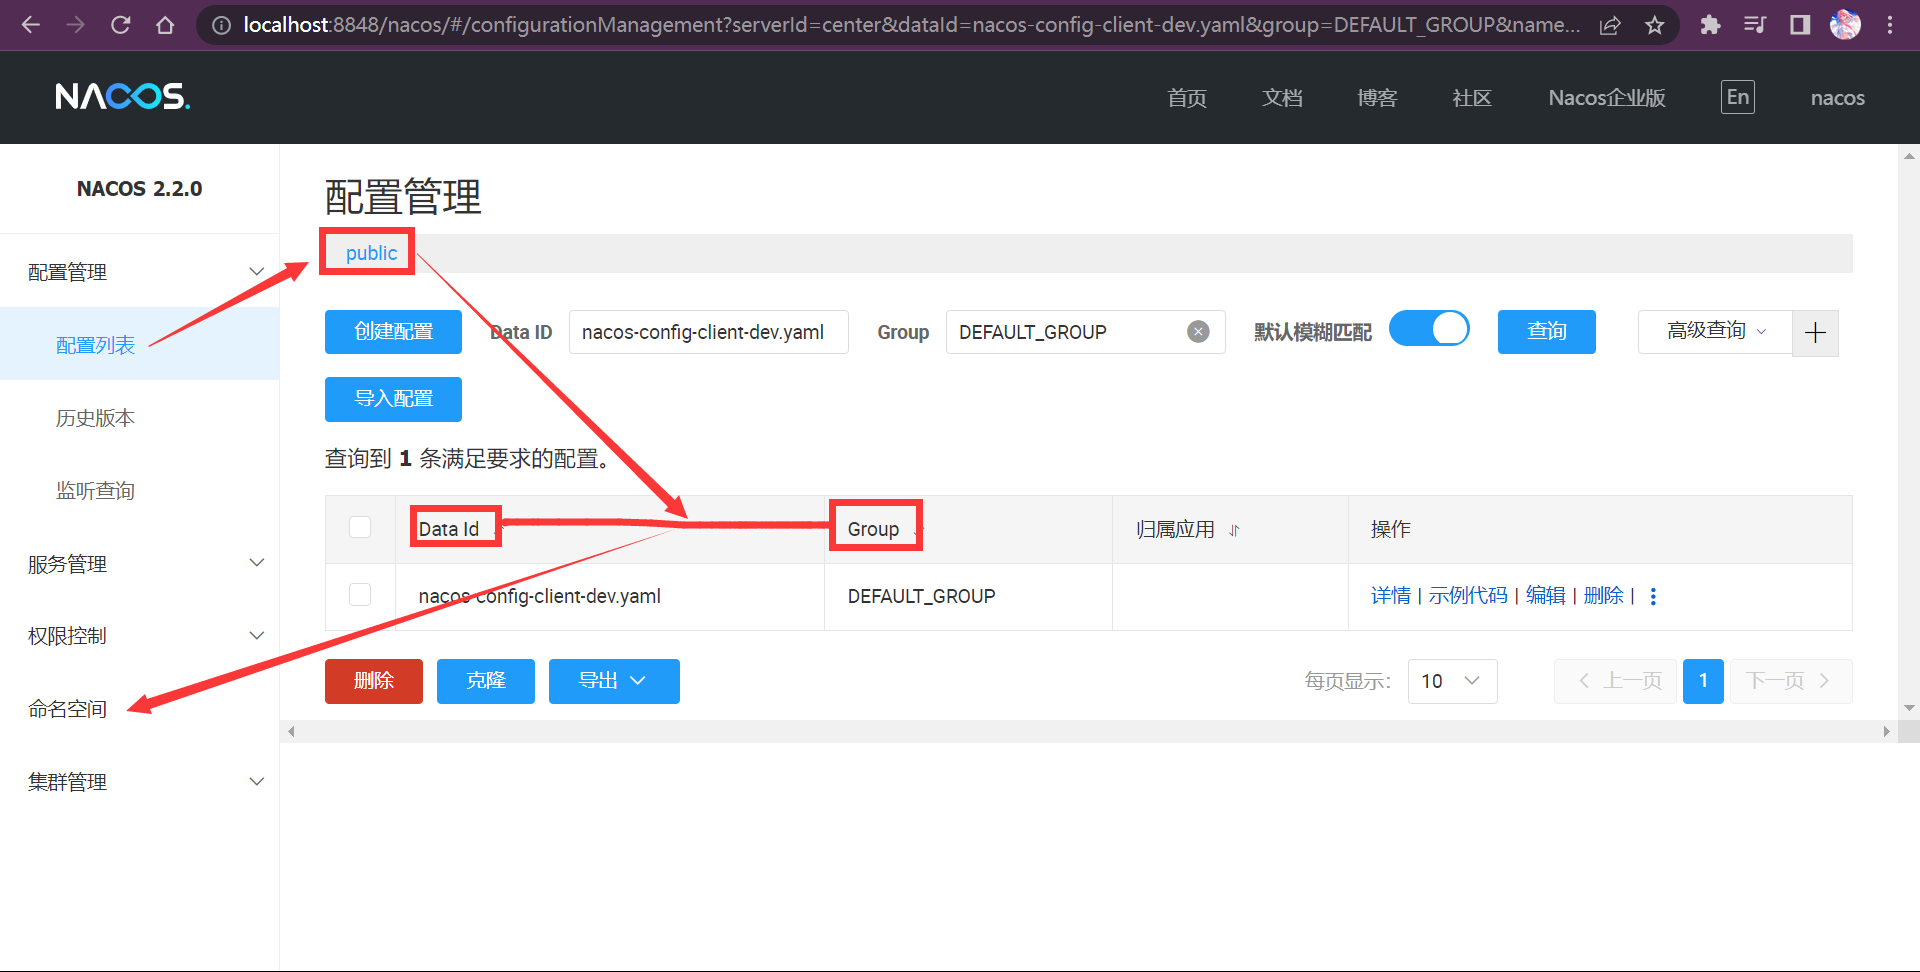 localhost:8848/nacos/#/configurationManagement?serverId=center&dataId=nacos-config-client-dev.yaml&group=DEFAULT_GROUP&name...
NACOS.
首页 文档 博客 社区 Nacos企业版 En nacos
NACOS 2.2.0
配置管理
配置列表
历史版本
监听查询
服务管理
权限控制
命名空间
集群管理
配置管理
public
创建配置 Data ID nacos-config-client-dev.yaml Group DEFAULT_GROUP 默认模糊匹配 查询 高级查询
导入配置
查询到 1 条满足要求的配置。
Data Id Group 归属应用 操作
nacos-config-client-dev.yaml DEFAULT_GROUP 详情 | 示例代码 | 编辑 | 删除 |
删除 克隆 导出 每页显示: 10 上一页 1 下一页